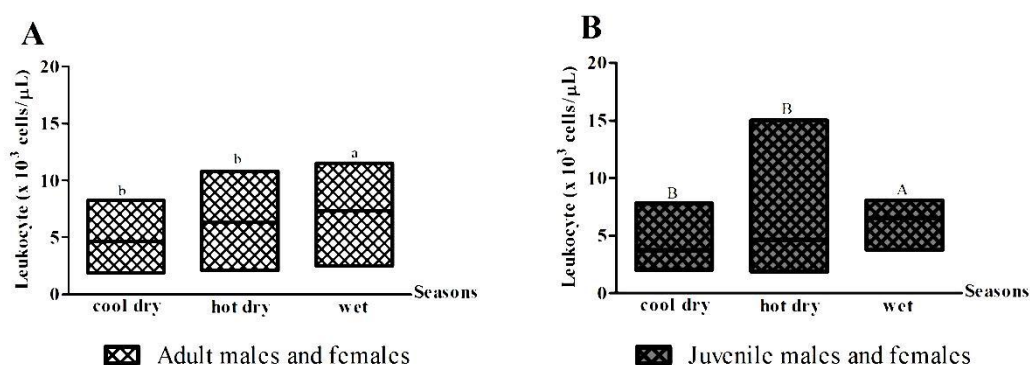 A
Leukocyte (x 10³ cells/µL)
20
15
10
5
0
b
b
a
cool dry
hot dry
wet
Seasons
Adult males and females
B
Leukocyte (x 10³ cells/µL)
20
15
10
5
0
B
B
A
cool dry
hot dry
wet
Seasons
Juvenile males and females